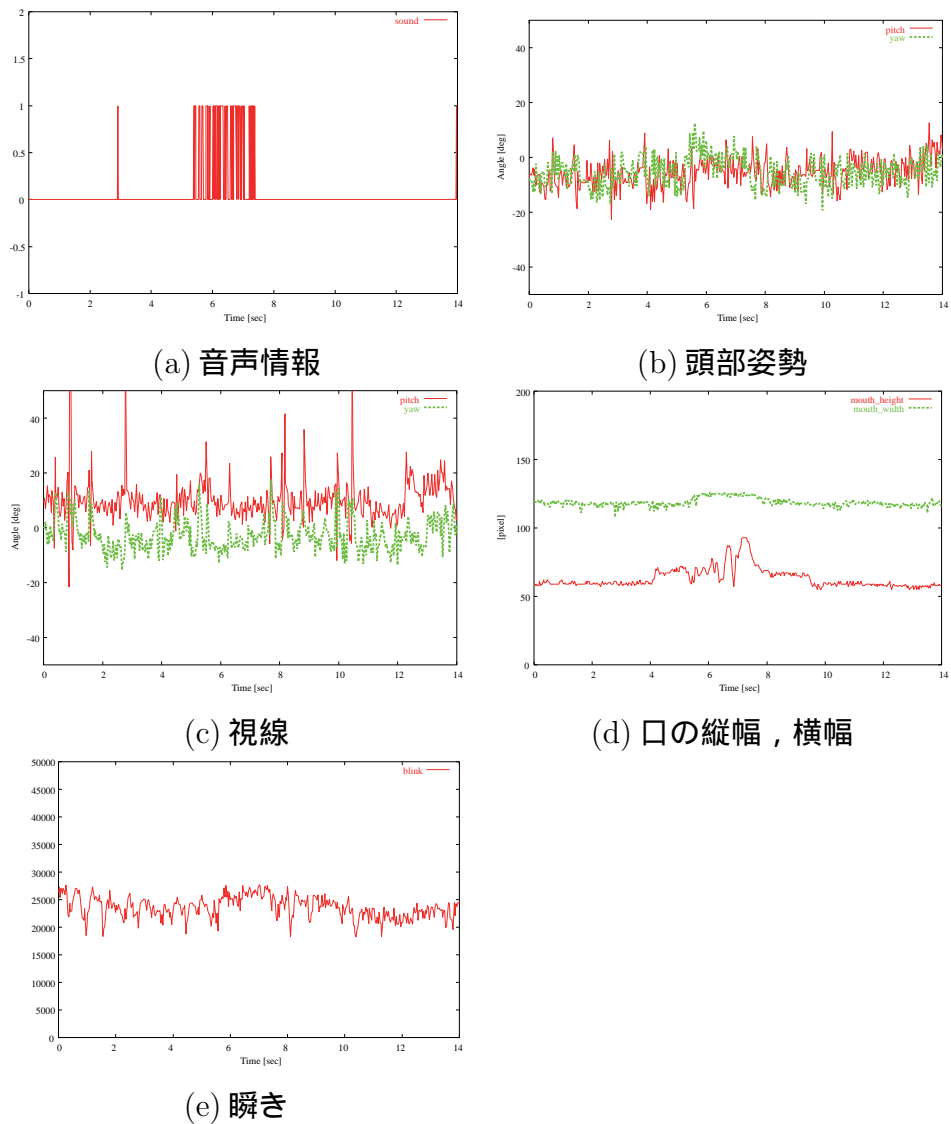 sound
2
1.5
1
0.5
0
-0.5
-1
0 2 4 6 8 10 12 14
Time [sec]
(a) 音声情報
pitch
yaw
40
20
0
-20
-40
Angle [deg]
0 2 4 6 8 10 12 14
Time [sec]
(b) 頭部姿勢
pitch
yaw
40
20
0
-20
-40
Angle [deg]
0 2 4 6 8 10 12 14
Time [sec]
(c) 視線
mouth_height
mouth_width
200
150
100
50
0
[pixel]
0 2 4 6 8 10 12 14
Time [sec]
(d) 口の縦幅，横幅
blink
50000
45000
40000
35000
30000
25000
20000
15000
10000
5000
0
0 2 4 6 8 10 12 14
Time [sec]
(e) 瞬き